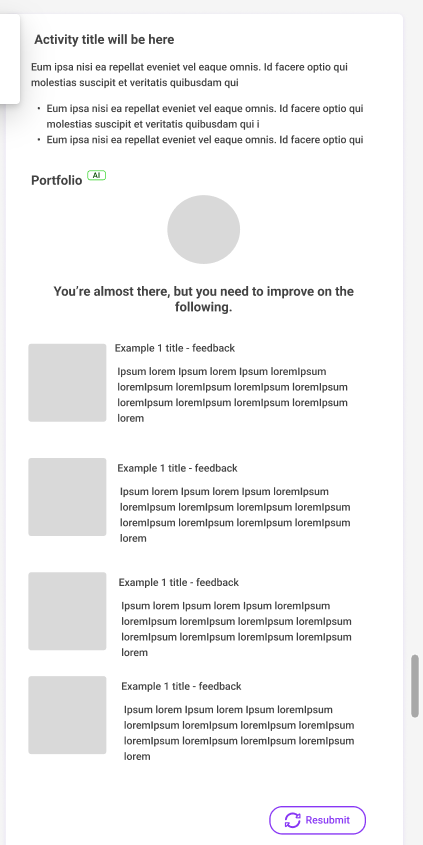 Activity title will be here
Eum ipsa nisi ea repellat eveniet vel eaque omnis. Id facere optio qui
molestias suscipit et veritatis quibusdam qui
• Eum ipsa nisi ea repellat eveniet vel eaque omnis. Id facere optio qui
molestias suscipit et veritatis quibusdam qui i
• Eum ipsa nisi ea repellat eveniet vel eaque omnis. Id facere optio qui
Portfolio AI
You’re almost there, but you need to improve on the
following.
Example 1 title - feedback
Ipsum lorem Ipsum lorem Ipsum loremIpsum
loremIpsum loremIpsum loremIpsum loremIpsum
loremIpsum loremIpsum loremIpsum loremIpsum
lorem
Example 1 title - feedback
Ipsum lorem Ipsum lorem Ipsum loremIpsum
loremIpsum loremIpsum loremIpsum loremIpsum
loremIpsum loremIpsum loremIpsum loremIpsum
lorem
Example 1 title - feedback
Ipsum lorem Ipsum lorem Ipsum loremIpsum
loremIpsum loremIpsum loremIpsum loremIpsum
loremIpsum loremIpsum loremIpsum loremIpsum
lorem
Example 1 title - feedback
Ipsum lorem Ipsum lorem Ipsum loremIpsum
loremIpsum loremIpsum loremIpsum loremIpsum
loremIpsum loremIpsum loremIpsum loremIpsum
lorem
Resubmit